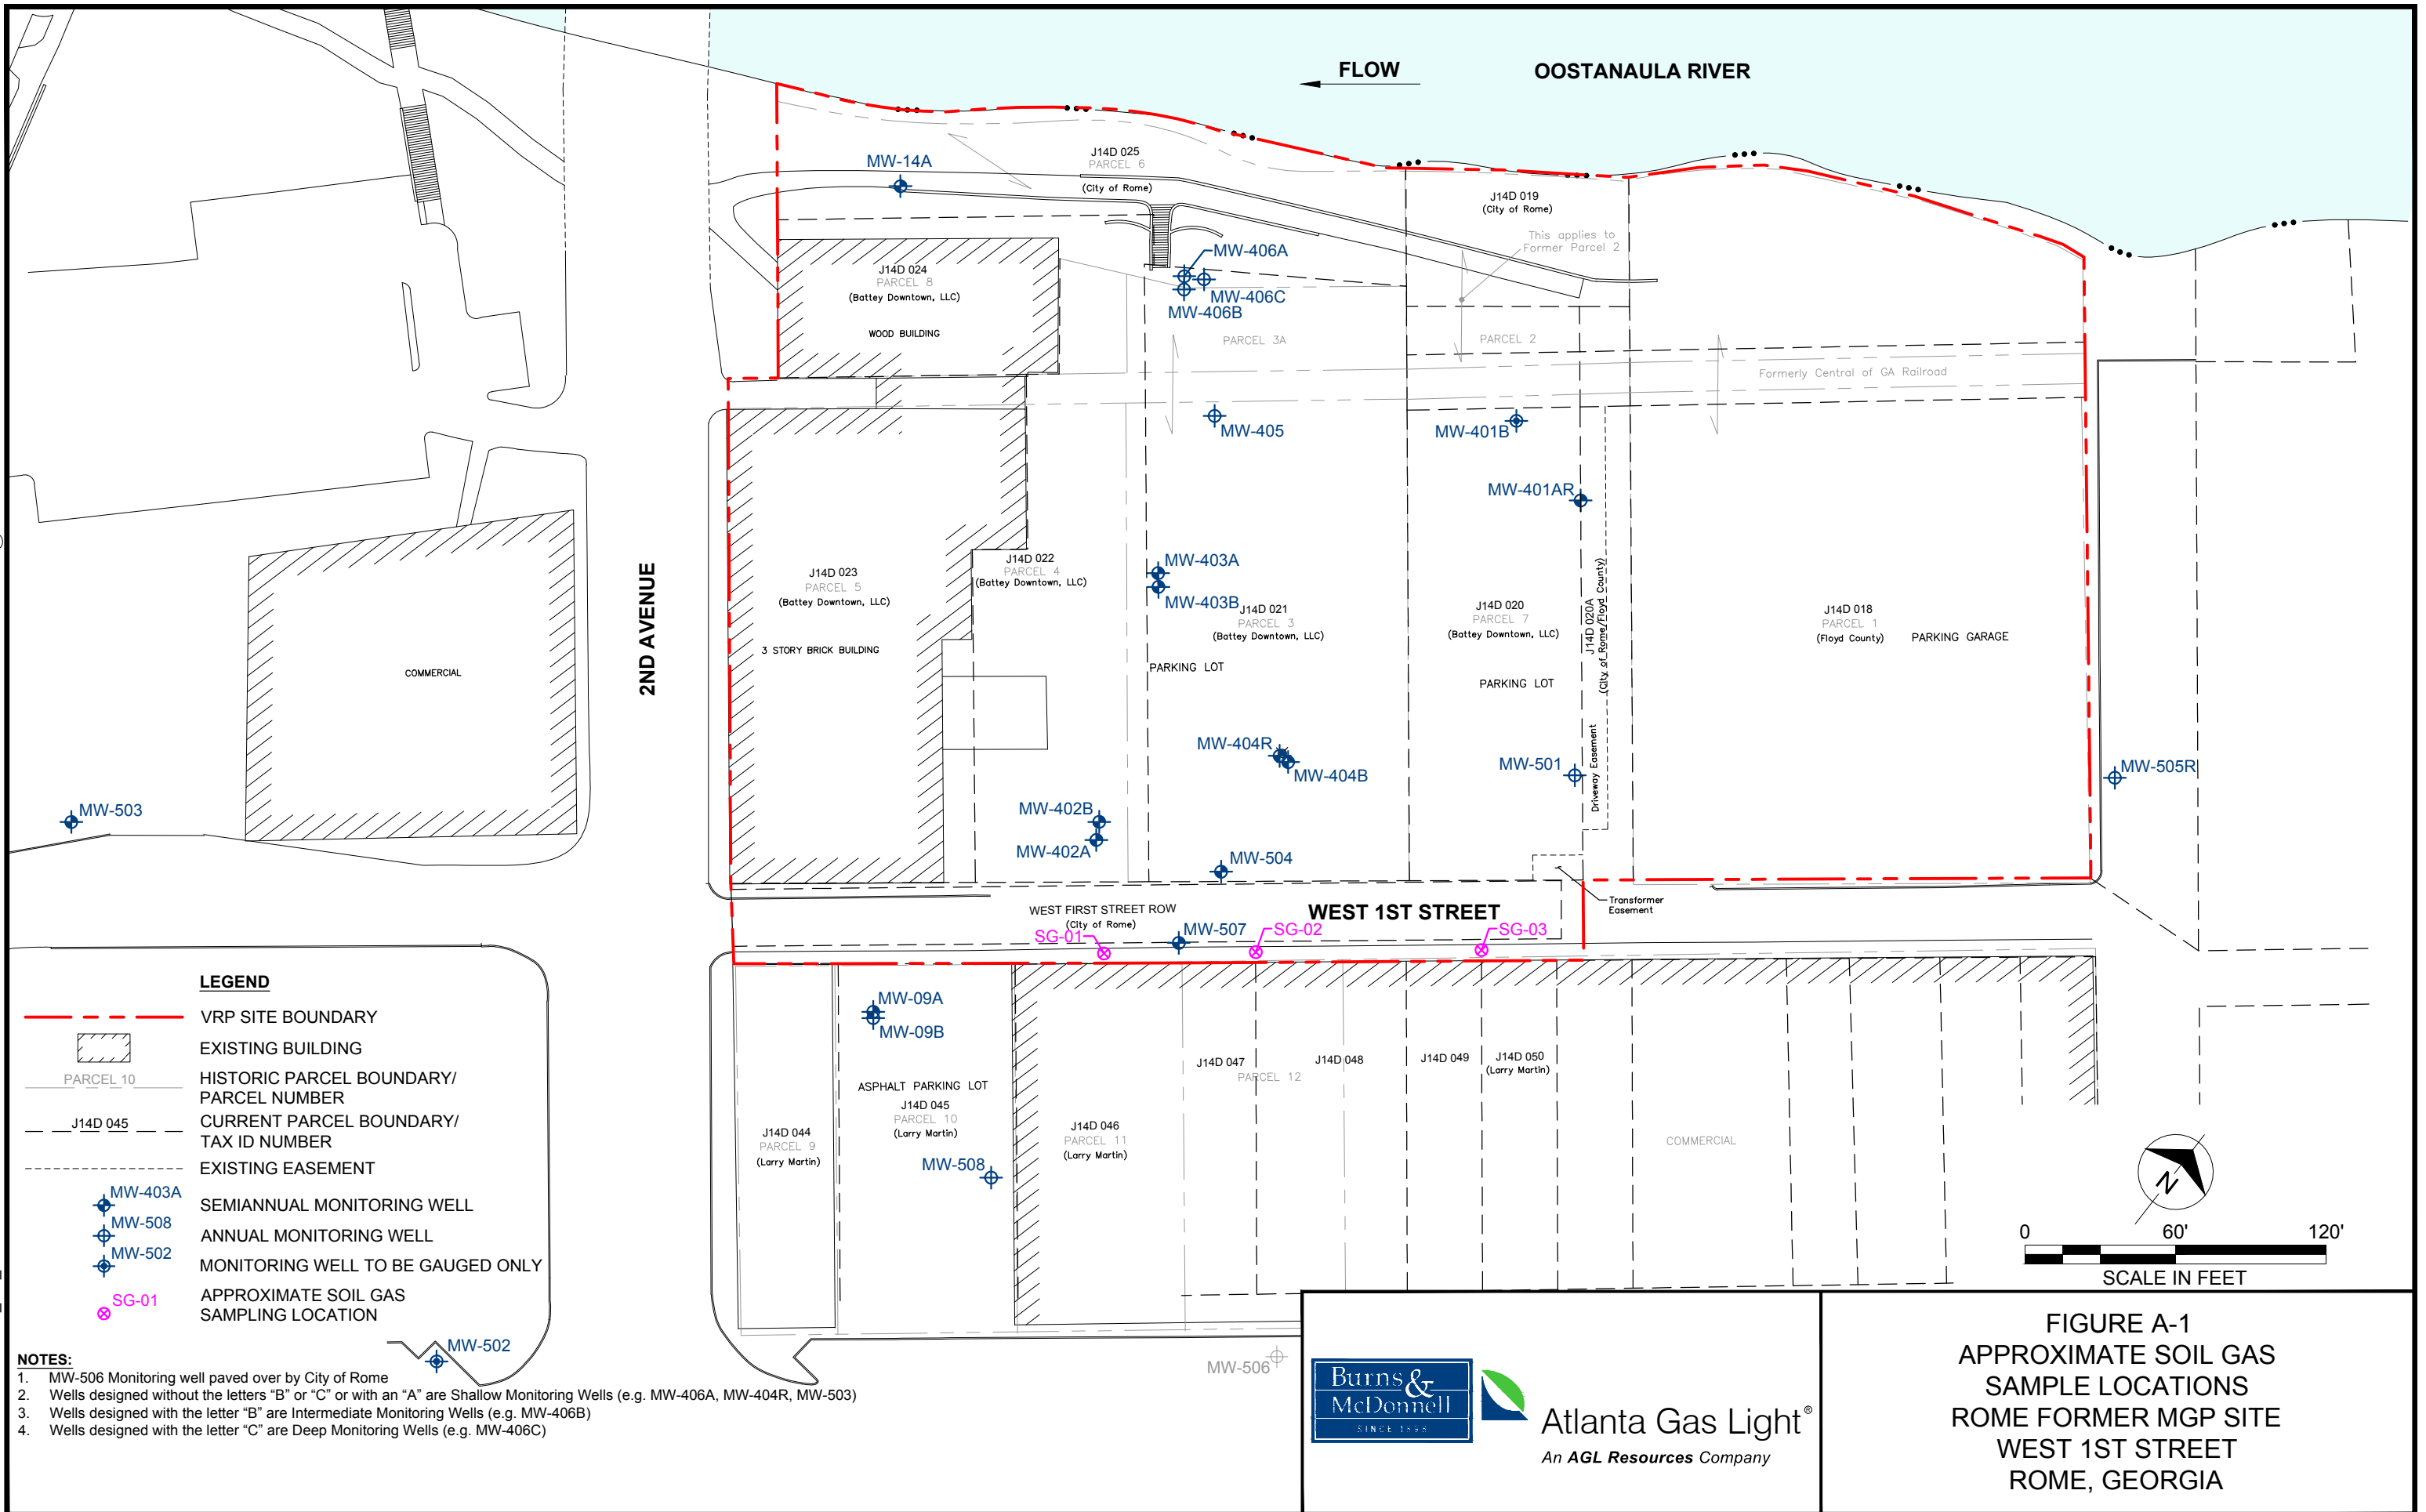 FLOW
OOSTANAULA RIVER
MW-14A
J14D 025
PARCEL 6
(City of Rome)
J14D 019
(City of Rome)
This applies to
Former Parcel 2
MW-406A
MW-406C
MW-406B
J14D 024
PARCEL 8
(Battey Downtown, LLC)
WOOD BUILDING
PARCEL 3A
PARCEL 2
Formerly Central of GA Railroad
MW-405
MW-401B
MW-401AR
2ND AVENUE
J14D 023
PARCEL 5
(Battey Downtown, LLC)
3 STORY BRICK BUILDING
J14D 022
PARCEL 4
(Battey Downtown, LLC)
MW-403A
MW-403B
J14D 021
PARCEL 3
(Battey Downtown, LLC)
PARKING LOT
J14D 020
PARCEL 7
(Battey Downtown, LLC)
PARKING LOT
J14D 020A
(City of Rome/Floyd County)
Driveway Easement
J14D 018
PARCEL 1
(Floyd County)
PARKING GARAGE
COMMERCIAL
MW-404R
MW-404B
MW-501
MW-505R
MW-503
MW-402B
MW-402A
MW-504
Transformer
Easement
WEST FIRST STREET ROW
(City of Rome)
WEST 1ST STREET
SG-01
MW-507
SG-02
SG-03
MW-09A
MW-09B
ASPHALT PARKING LOT
J14D 045
PARCEL 10
(Larry Martin)
J14D 044
PARCEL 9
(Larry Martin)
MW-508
J14D 046
PARCEL 11
(Larry Martin)
J14D 047
J14D 048
PARCEL 12
J14D 049
J14D 050
(Larry Martin)
COMMERCIAL
MW-506
MW-502
LEGEND
VRP SITE BOUNDARY
EXISTING BUILDING
PARCEL 10
HISTORIC PARCEL BOUNDARY/
PARCEL NUMBER
J14D 045
CURRENT PARCEL BOUNDARY/
TAX ID NUMBER
EXISTING EASEMENT
MW-403A
SEMIANNUAL MONITORING WELL
MW-508
ANNUAL MONITORING WELL
MW-502
MONITORING WELL TO BE GAUGED ONLY
SG-01
APPROXIMATE SOIL GAS
SAMPLING LOCATION
NOTES:
1. MW-506 Monitoring well paved over by City of Rome
2. Wells designed without the letters “B” or “C” or with an “A” are Shallow Monitoring Wells (e.g. MW-406A, MW-404R, MW-503)
3. Wells designed with the letter “B” are Intermediate Monitoring Wells (e.g. MW-406B)
4. Wells designed with the letter “C” are Deep Monitoring Wells (e.g. MW-406C)
N
0 60' 120'
SCALE IN FEET
Burns &
McDonnell
SINCE 1898
Atlanta Gas Light®
An AGL Resources Company
FIGURE A-1
APPROXIMATE SOIL GAS
SAMPLE LOCATIONS
ROME FORMER MGP SITE
WEST 1ST STREET
ROME, GEORGIA